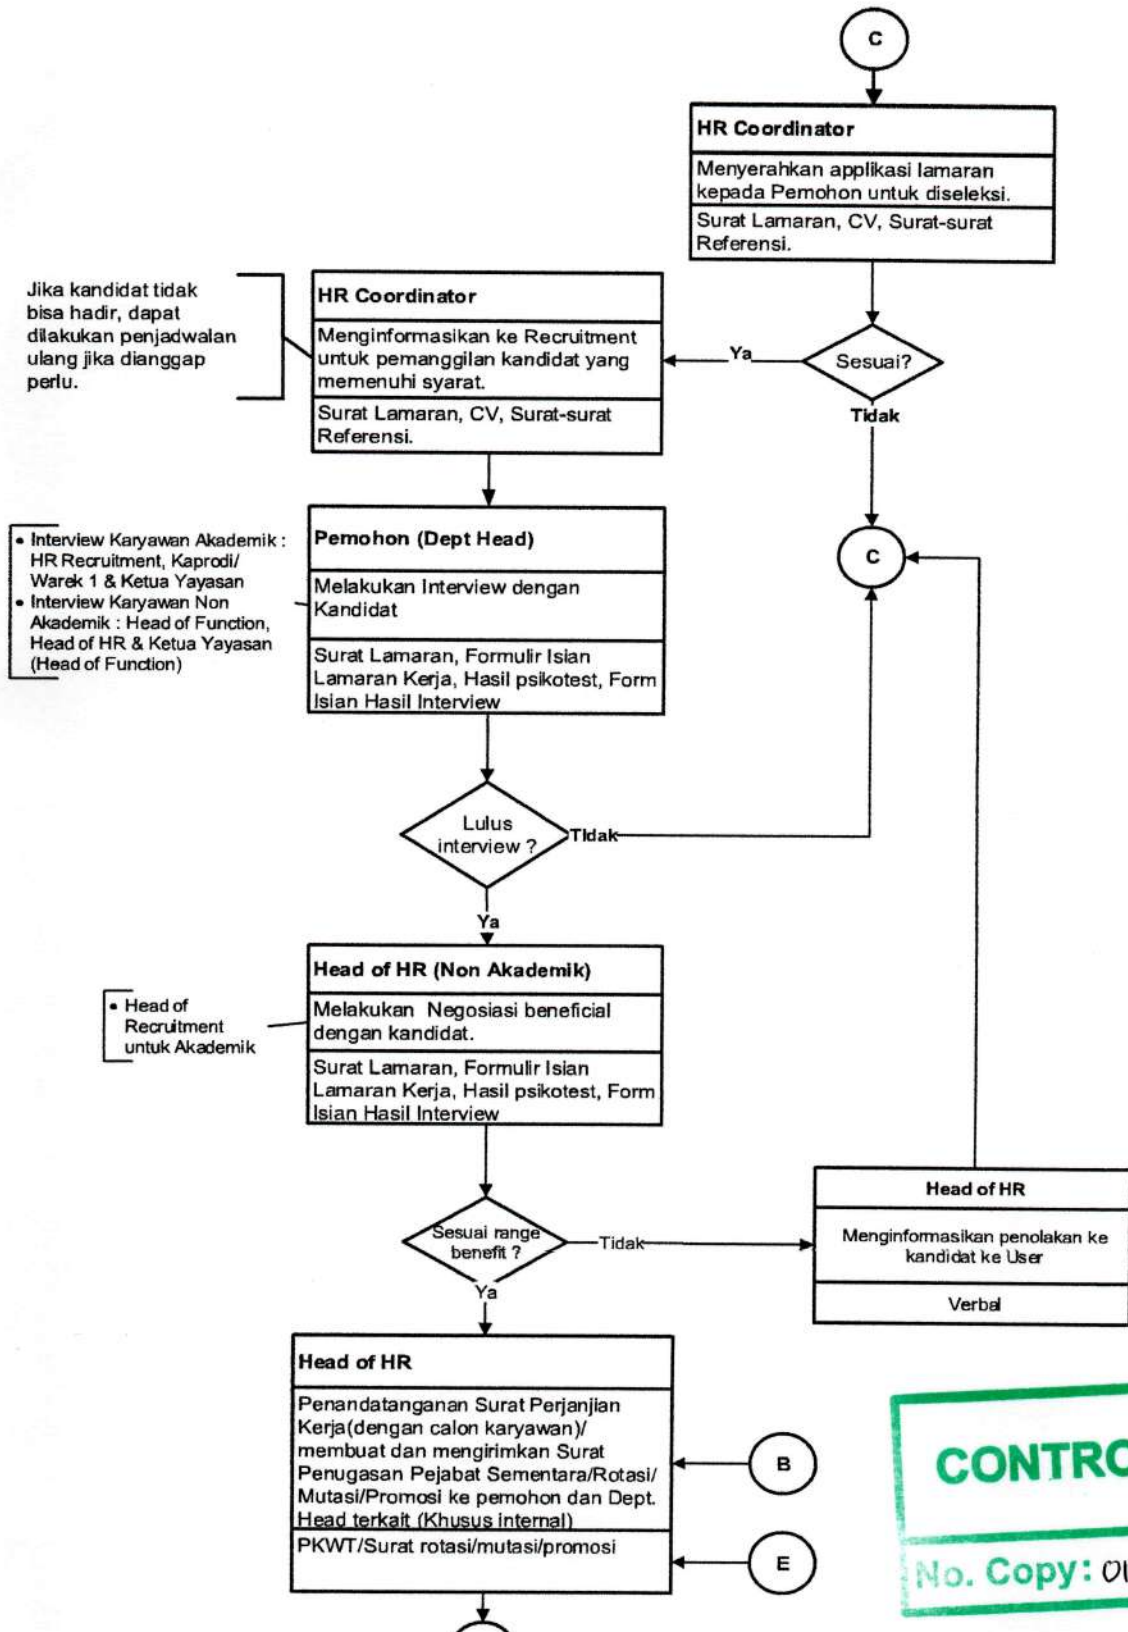 C
HR Coordinator
Menyerahkan applikasi lamaran
kepada Pemohon untuk diseleksi.
Surat Lamaran, CV, Surat-surat
Referensi.
Sesuai?
Ya
Tidak
Jika kandidat tidak
bisa hadir, dapat
dilakukan penjadwalan
ulang jika dianggap
perlu.
HR Coordinator
Menginformasikan ke Recruitment
untuk pemanggilan kandidat yang
memenuhi syarat.
Surat Lamaran, CV, Surat-surat
Referensi.
C
• Interview Karyawan Akademik :
HR Recruitment, Kaprodi/
Warek 1 & Ketua Yayasan
• Interview Karyawan Non
Akademik : Head of Function,
Head of HR & Ketua Yayasan
(Head of Function)
Pemohon (Dept Head)
Melakukan Interview dengan
Kandidat
Surat Lamaran, Formulir Isian
Lamaran Kerja, Hasil psikotest, Form
Isian Hasil Interview
Lulus
interview ?
Tidak
Ya
• Head of
Recruitment
untuk Akademik
Head of HR (Non Akademik)
Melakukan Negosiasi beneficial
dengan kandidat.
Surat Lamaran, Formulir Isian
Lamaran Kerja, Hasil psikotest, Form
Isian Hasil Interview
Sesuai range
benefit ?
Tidak
Ya
Head of HR
Menginformasikan penolakan ke
kandidat ke User
Verbal
Head of HR
Penandatanganan Surat Perjanjian
Kerja(dengan calon karyawan)/
membuat dan mengirimkan Surat
Penugasan Pejabat Sementara/Rotasi/
Mutasi/Promosi ke pemohon dan Dept.
Head terkait (Khusus internal)
PKWT/Surat rotasi/mutasi/promosi
B
E
CONTRO
No. Copy: 01